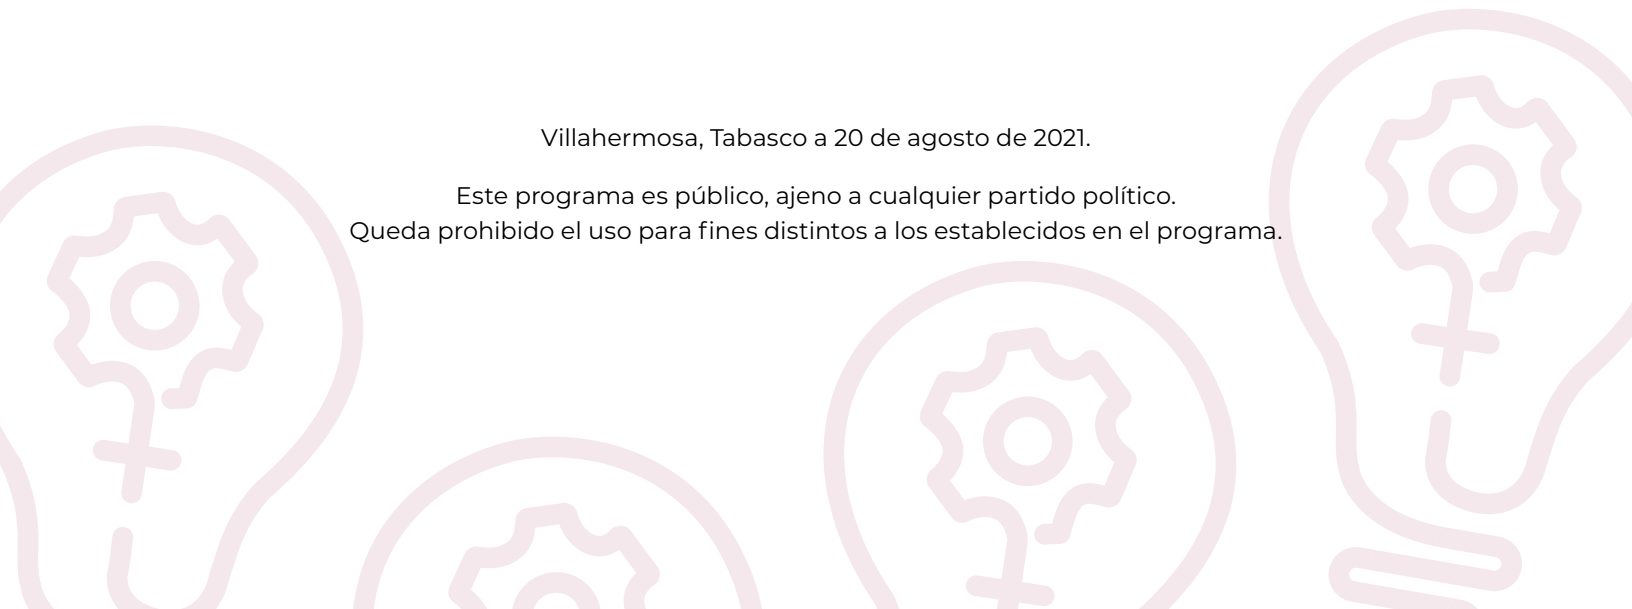 Villahermosa, Tabasco a 20 de agosto de 2021.
Este programa es público, ajeno a cualquier partido político.
Queda prohibido el uso para fines distintos a los establecidos en el programa.